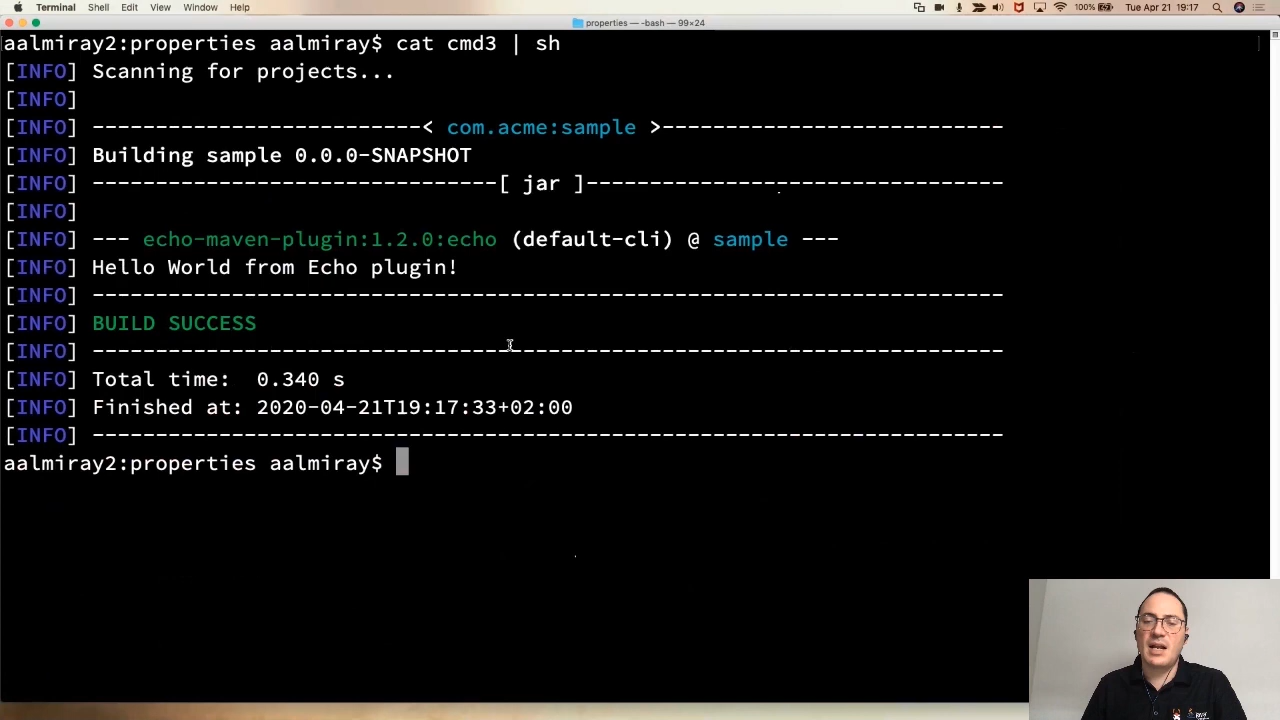 Terminal Shell Edit View Window Help 100% Tue Apr 21 19:17
properties — -bash — 99×24
aalmiray2:properties aalmiray$ cat cmd3 | sh
[INFO] Scanning for projects...
[INFO]
[INFO] --------------------------< com.acme:sample >---------------------------
[INFO] Building sample 0.0.0-SNAPSHOT
[INFO] --------------------------------[ jar ]---------------------------------
[INFO]
[INFO] --- echo-maven-plugin:1.2.0:echo (default-cli) @ sample ---
[INFO] Hello World from Echo plugin!
[INFO] ------------------------------------------------------------------------
[INFO] BUILD SUCCESS
[INFO] ------------------------------------------------------------------------
[INFO] Total time:  0.340 s
[INFO] Finished at: 2020-04-21T19:17:33+02:00
[INFO] ------------------------------------------------------------------------
aalmiray2:properties aalmiray$